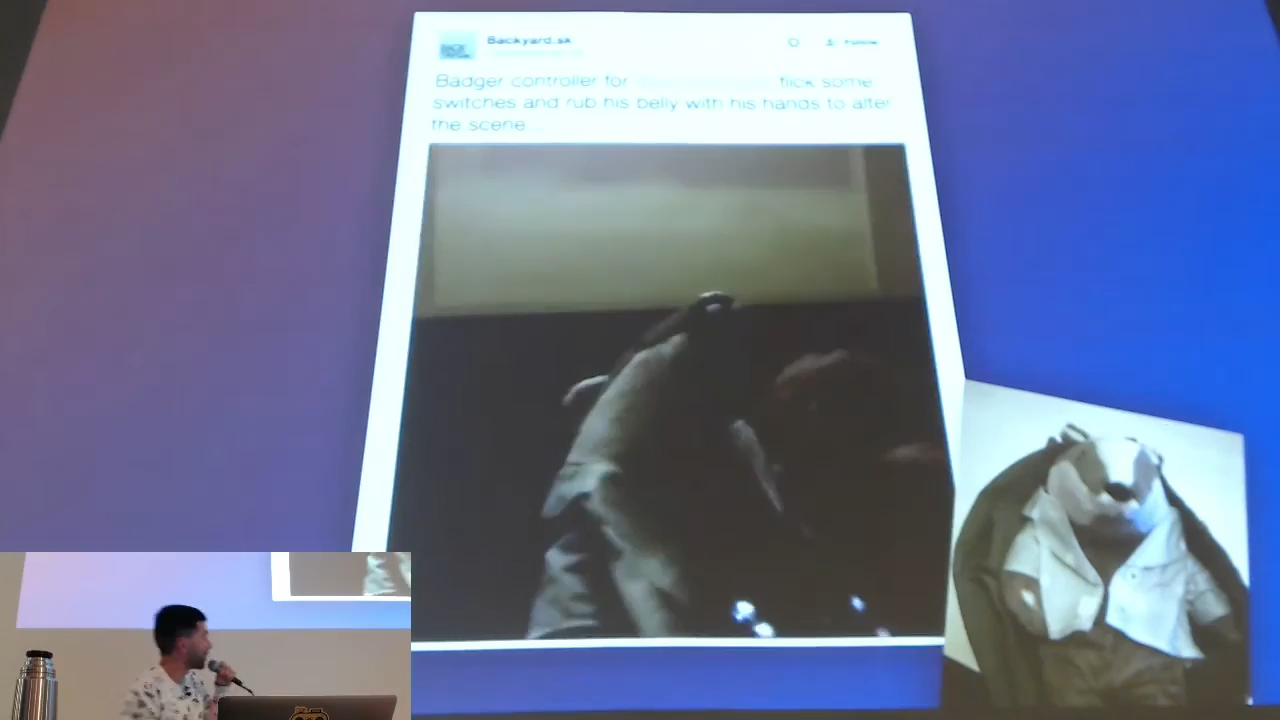 Backyard.sk
Follow
Badger controller for flick some
switches and rub his belly with his hands to alter
the scene...